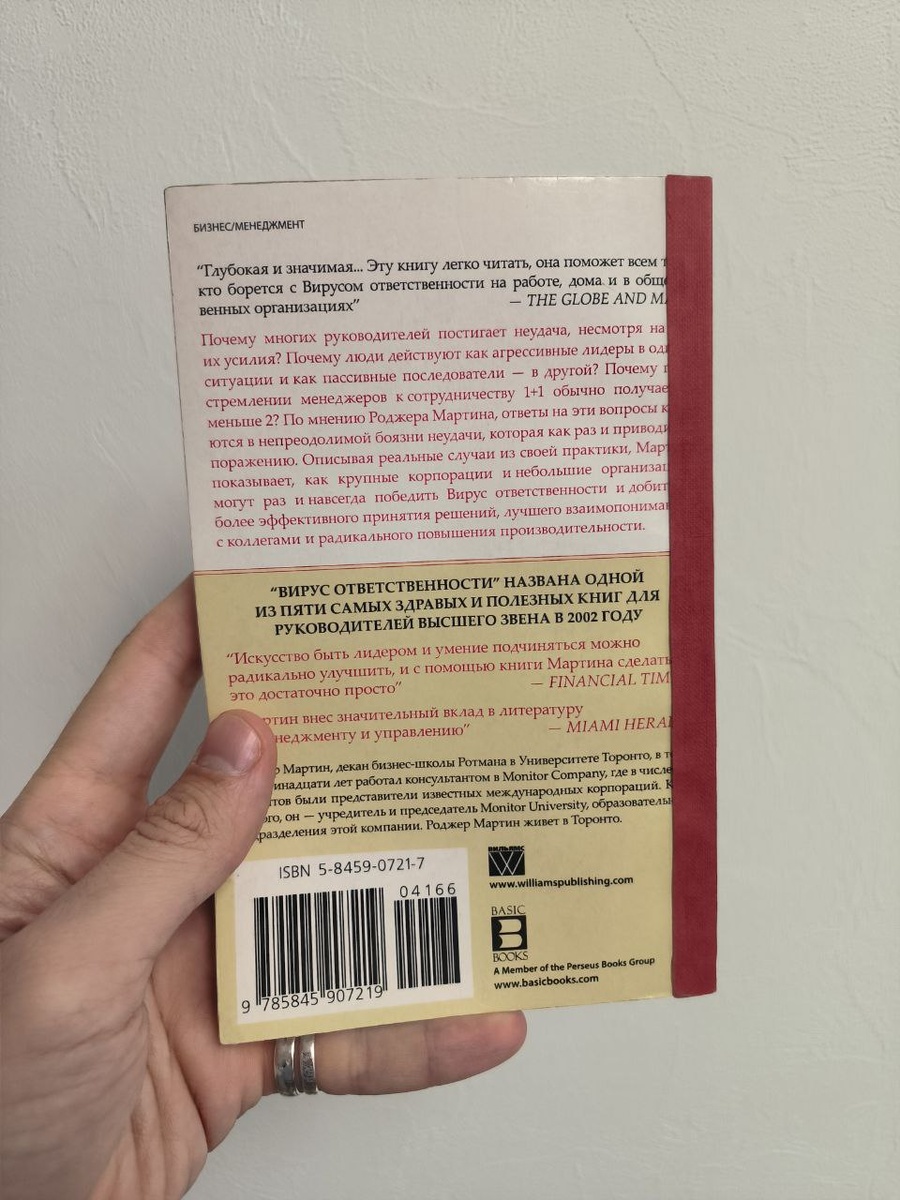 БИЗНЕС/МЕНЕДЖМЕНТ
“Глубокая и значимая... Эту книгу легко читать, она поможет всем
кто борется с Вирусом ответственности на работе, дома и в обще
венных организациях” — THE GLOBE AND M
Почему многих руководителей постигает неудача, несмотря на
их усилия? Почему люди действуют как агрессивные лидеры в од
ситуации и как пассивные последователи — в другой? Почему
стремлении менеджеров к сотрудничеству 1+1 обычно получае
меньше 2? По мнению Роджера Мартина, ответы на эти вопросы к
ются в непреодолимой боязни неудачи, которая как раз и привод
поражению. Описывая реальные случаи из своей практики, Март
показывает, как крупные корпорации и небольшие организац
могут раз и навсегда победить Вирус ответственности и добит
более эффективного принятия решений, лучшего взаимопонима
с коллегами и радикального повышения производительности.
“ВИРУС ОТВЕТСТВЕННОСТИ” НАЗВАНА ОДНОЙ
ИЗ ПЯТИ САМЫХ ЗДРАВЫХ И ПОЛЕЗНЫХ КНИГ ДЛЯ
РУКОВОДИТЕЛЕЙ ВЫСШЕГО ЗВЕНА В 2002 ГОДУ
“Искусство быть лидером и умение подчиняться можно
радикально улучшить, и с помощью книги Мартина сделать
это достаточно просто” — FINANCIAL TIM
ртин внес значительный вклад в литературу
енеджменту и управлению” — MIAMI HERA
р Мартин, декан бизнес-школы Ротмана в Университете Торонто, в т
инадцати лет работал консультантом в Monitor Company, где в числе
тов были представители известных международных корпораций. К
ого, он — учредитель и председатель Monitor University, образователь
разделения этой компании. Роджер Мартин живет в Торонто.
ISBN 5-8459-0721-7
04166
9 785845 907219
ВИЛЬЯМС
www.williamspublishing.com
BASIC
B
BOOKS
A Member of the Perseus Books Group
www.basicbooks.com